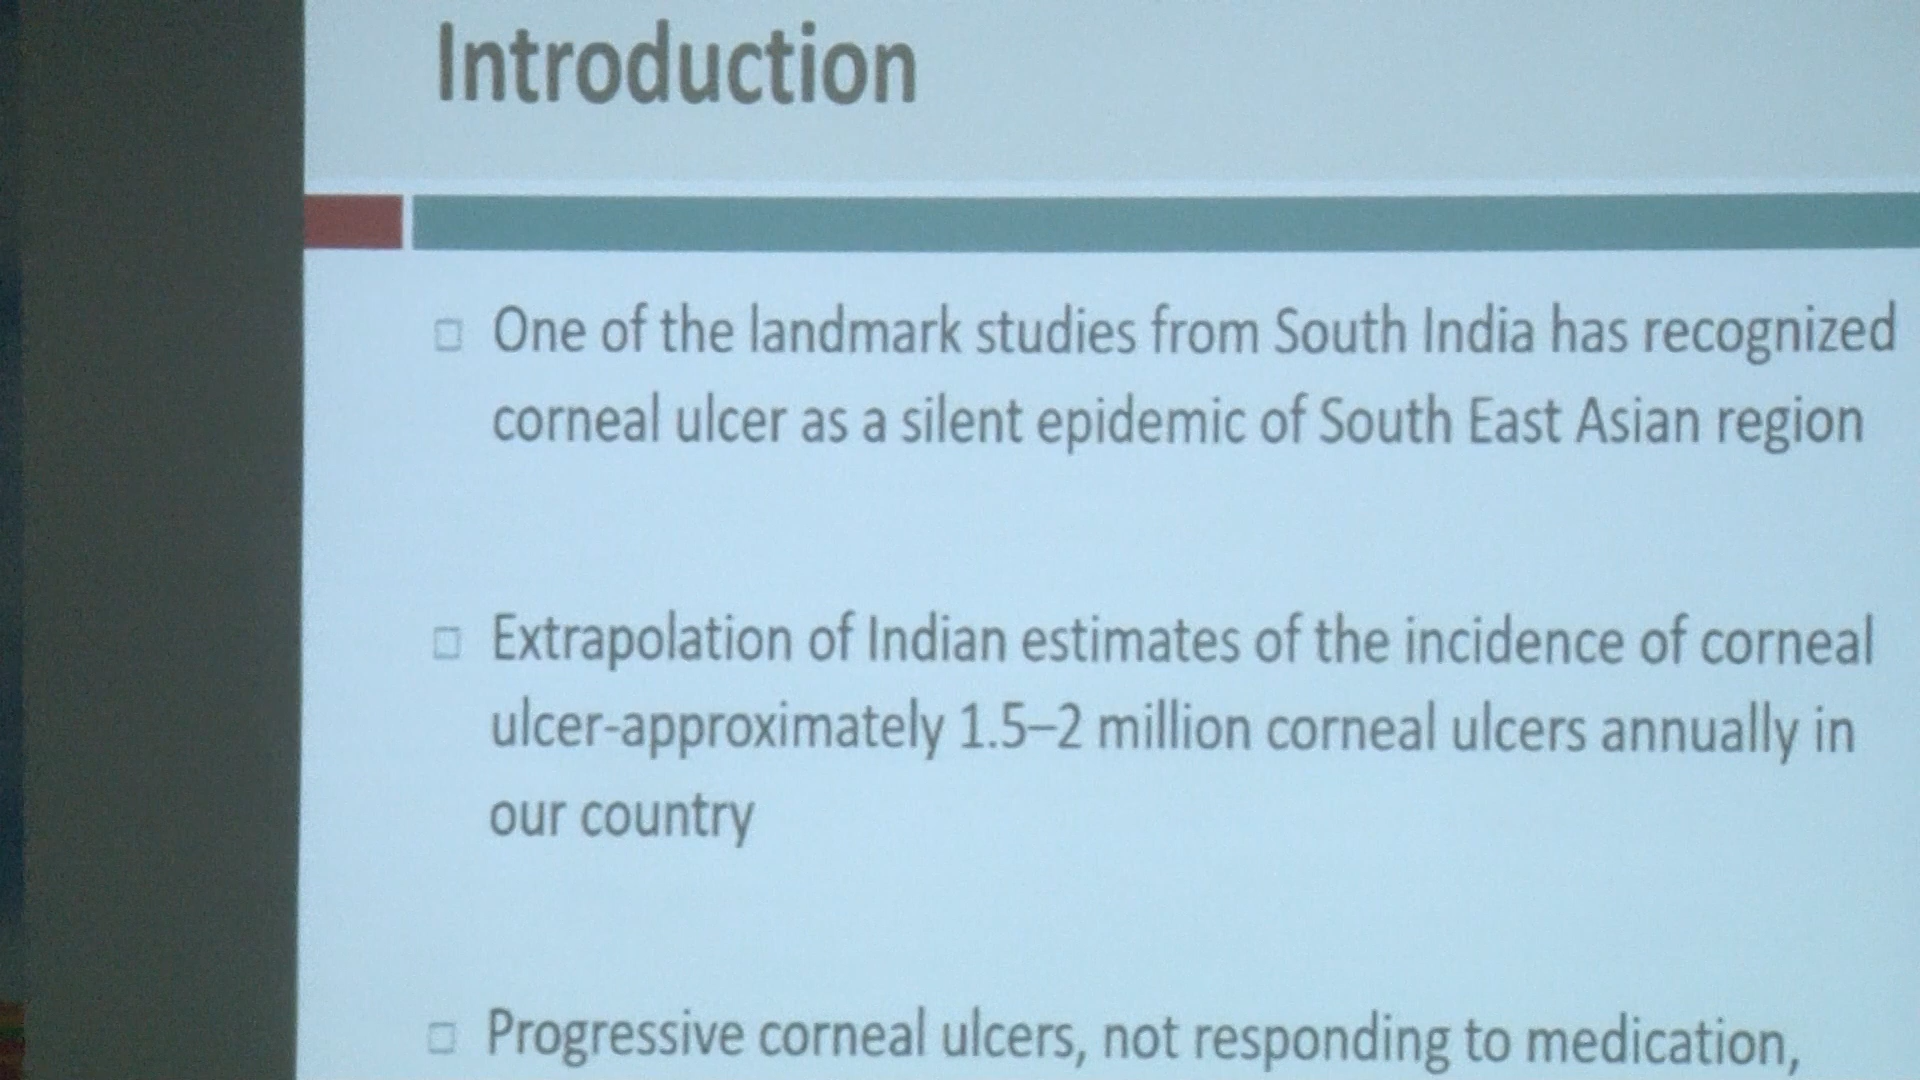 Introduction
One of the landmark studies from South India has recognized
corneal ulcer as a silent epidemic of South East Asian region
Extrapolation of Indian estimates of the incidence of corneal
ulcer-approximately 1.5–2 million corneal ulcers annually in
our country
Progressive corneal ulcers, not responding to medication,